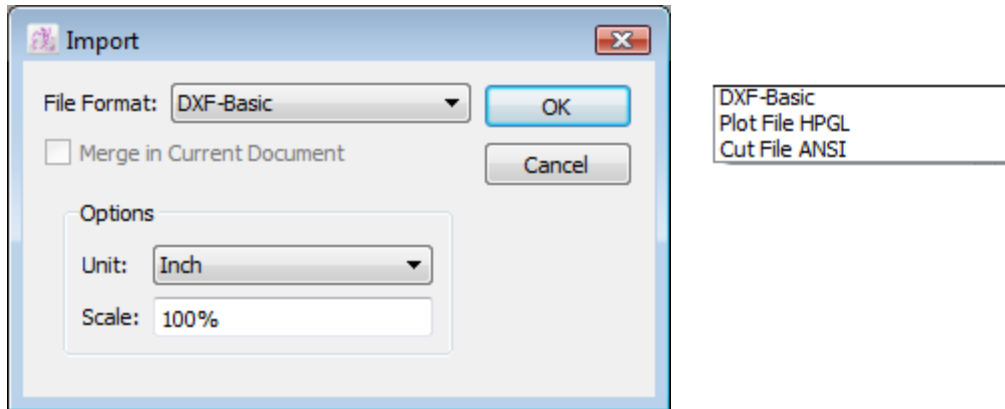 Import
File Format: DXF-Basic
OK
Merge in Current Document
Cancel
Options
Unit: Inch
Scale: 100%
DXF-Basic
Plot File HPGL
Cut File ANSI